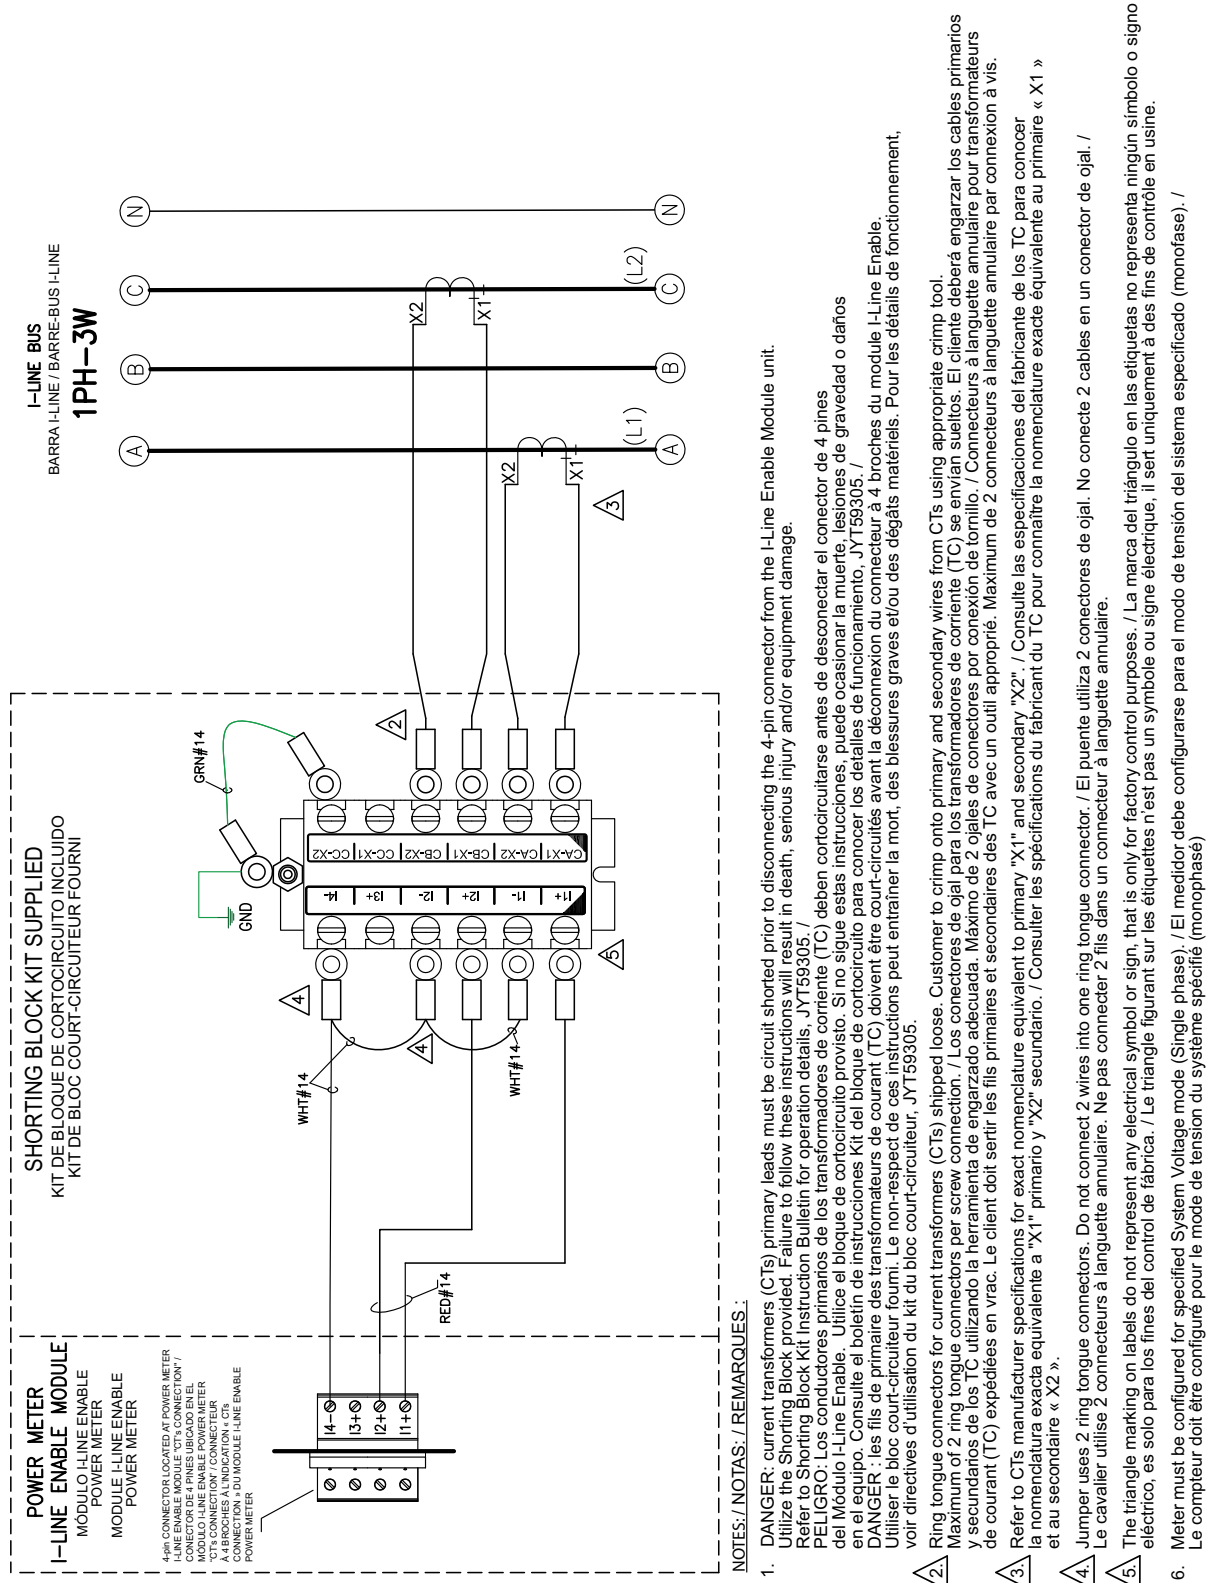 POWER METER
I-LINE ENABLE MODULE
MÓDULO I-LINE ENABLE
POWER METER
MODULE I-LINE ENABLE
POWER METER
4-pin CONNECTOR LOCATED AT POWER METER
I-LINE ENABLE MODULE "CT's CONNECTION" /
CONECTOR DE 4 PINES UBICADO EN EL
MÓDULO I-LINE ENABLE POWER METER
"CT's CONNECTION" / CONNECTEUR
À 4 BROCHES À L'INDICATION « CTs
CONNECTION » DU MODULE I-LINE ENABLE
POWER METER
I4-
I3+
I2+
I1+
SHORTING BLOCK KIT SUPPLIED
KIT DE BLOQUE DE CORTOCIRCUITO INCLUIDO
KIT DE BLOC COURT-CIRCUITEUR FOURNI
GND
GRN#14
WHT#14
WHT#14
RED#14
I4-
I3+
I2-
I2+
I1-
I1+
CC-X2
CC-X1
CB-X2
CB-X1
CA-X2
CA-X1
4
4
5
2
3
I-LINE BUS
BARRA I-LINE / BARRE-BUS I-LINE
1PH-3W
A
B
C
N
X2
X1
X2
X1
(L1)
(L2)
A
B
C
N
NOTES: / NOTAS: / REMARQUES :
1. DANGER: current transformers (CTs) primary leads must be circuit shorted prior to disconnecting the 4-pin connector from the I-Line Enable Module unit.
Utilize the Shorting Block provided. Failure to follow these instructions will result in death, serious injury and/or equipment damage.
Refer to Shorting Block Kit Instruction Bulletin for operation details, JYT59305. /
PELIGRO: Los conductores primarios de los transformadores de corriente (TC) deben cortocircuitarse antes de desconectar el conector de 4 pines
del Módulo I-Line Enable. Utilice el bloque de cortocircuito provisto. Si no sigue estas instrucciones, puede ocasionar la muerte, lesiones de gravedad o daños
en el equipo. Consulte el boletín de instrucciones Kit del bloque de cortocircuito para conocer los detalles de funcionamiento, JYT59305. /
DANGER : les fils de primaire des transformateurs de courant (TC) doivent être court-circuités avant la déconnexion du connecteur à 4 broches du module I-Line Enable.
Utiliser le bloc court-circuiteur fourni. Le non-respect de ces instructions peut entraîner la mort, des blessures graves et/ou des dégâts matériels. Pour les détails de fonctionnement,
voir directives d'utilisation du kit du bloc court-circuiteur, JYT59305.
2. Ring tongue connectors for current transformers (CTs) shipped loose. Customer to crimp onto primary and secondary wires from CTs using appropriate crimp tool.
Maximum of 2 ring tongue connectors per screw connection. / Los conectores de ojal para los transformadores de corriente (TC) se envían sueltos. El cliente deberá engarzar los cables primarios
y secundarios de los TC utilizando la herramienta de engarzado adecuada. Máximo de 2 ojales de conectores por conexión de tornillo. / Connecteurs à languette annulaire pour transformateurs
de courant (TC) expédiées en vrac. Le client doit sertir les fils primaires et secondaires des TC avec un outil approprié. Maximum de 2 connecteurs à languette annulaire par connexion à vis.
3. Refer to CTs manufacturer specifications for exact nomenclature equivalent to primary "X1" and secondary "X2". / Consulte las especificaciones del fabricante de los TC para conocer
la nomenclatura exacta equivalente a "X1" primario y "X2" secundario. / Consulter les spécifications du fabricant du TC pour connaître la nomenclature exacte équivalente au primaire « X1 »
et au secondaire « X2 ».
4. Jumper uses 2 ring tongue connectors. Do not connect 2 wires into one ring tongue connector. / El puente utiliza 2 conectores de ojal. No conecte 2 cables en un conector de ojal. /
Le cavalier utilise 2 connecteurs à languette annulaire. Ne pas connecter 2 fils dans un connecteur à languette annulaire.
5. The triangle marking on labels do not represent any electrical symbol or sign, that is only for factory control purposes. / La marca del triángulo en las etiquetas no representa ningún símbolo o signo
eléctrico, es solo para los fines del control de fábrica. / Le triangle figurant sur les étiquettes n'est pas un symbole ou signe électrique, il sert uniquement à des fins de contrôle en usine.
6. Meter must be configured for specified System Voltage mode (Single phase). / El medidor debe configurarse para el modo de tensión del sistema especificado (monofase). /
Le compteur doit être configuré pour le mode de tension du système spécifié (monophasé)